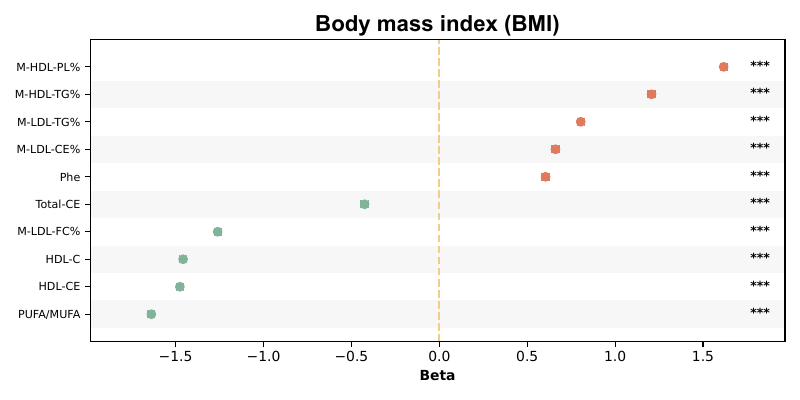 Body mass index (BMI)
M-HDL-PL% ***
M-HDL-TG% ***
M-LDL-TG% ***
M-LDL-CE% ***
Phe ***
Total-CE ***
M-LDL-FC% ***
HDL-C ***
HDL-CE ***
PUFA/MUFA ***
−1.5 −1.0 −0.5 0.0 0.5 1.0 1.5
Beta